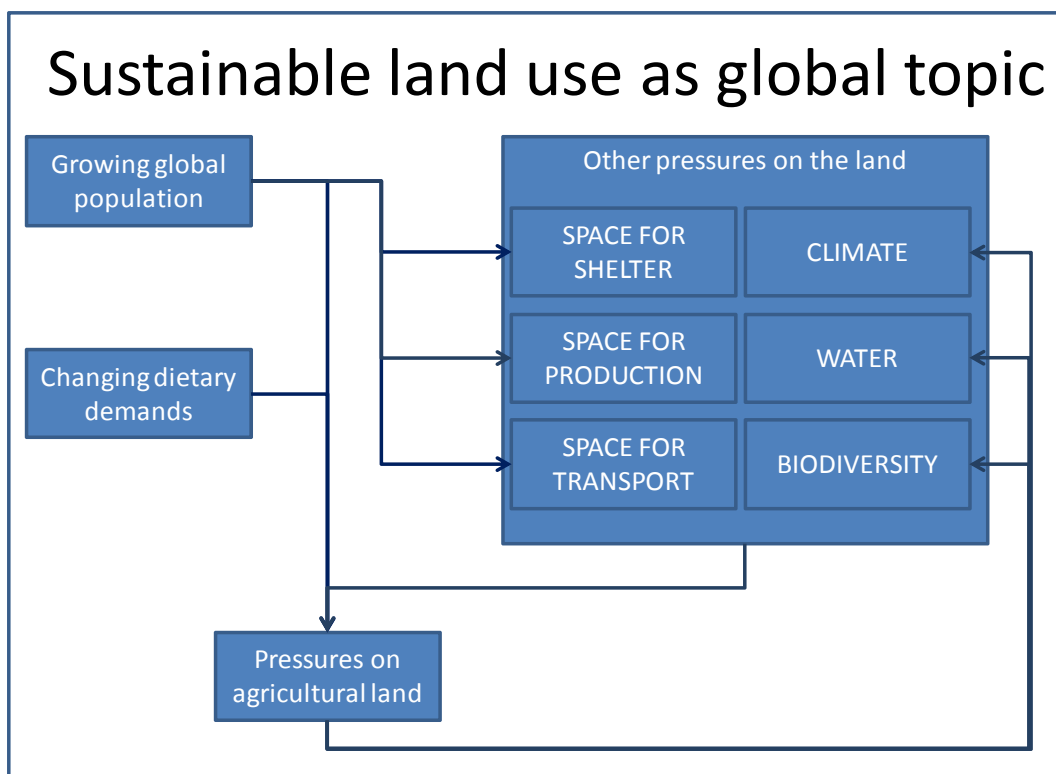 Sustainable land use as global topic
Growing global
population
Other pressures on the land
SPACE FOR
SHELTER
CLIMATE
SPACE FOR
PRODUCTION
WATER
Changing dietary
demands
SPACE FOR
TRANSPORT
BIODIVERSITY
Pressures on
agricultural land